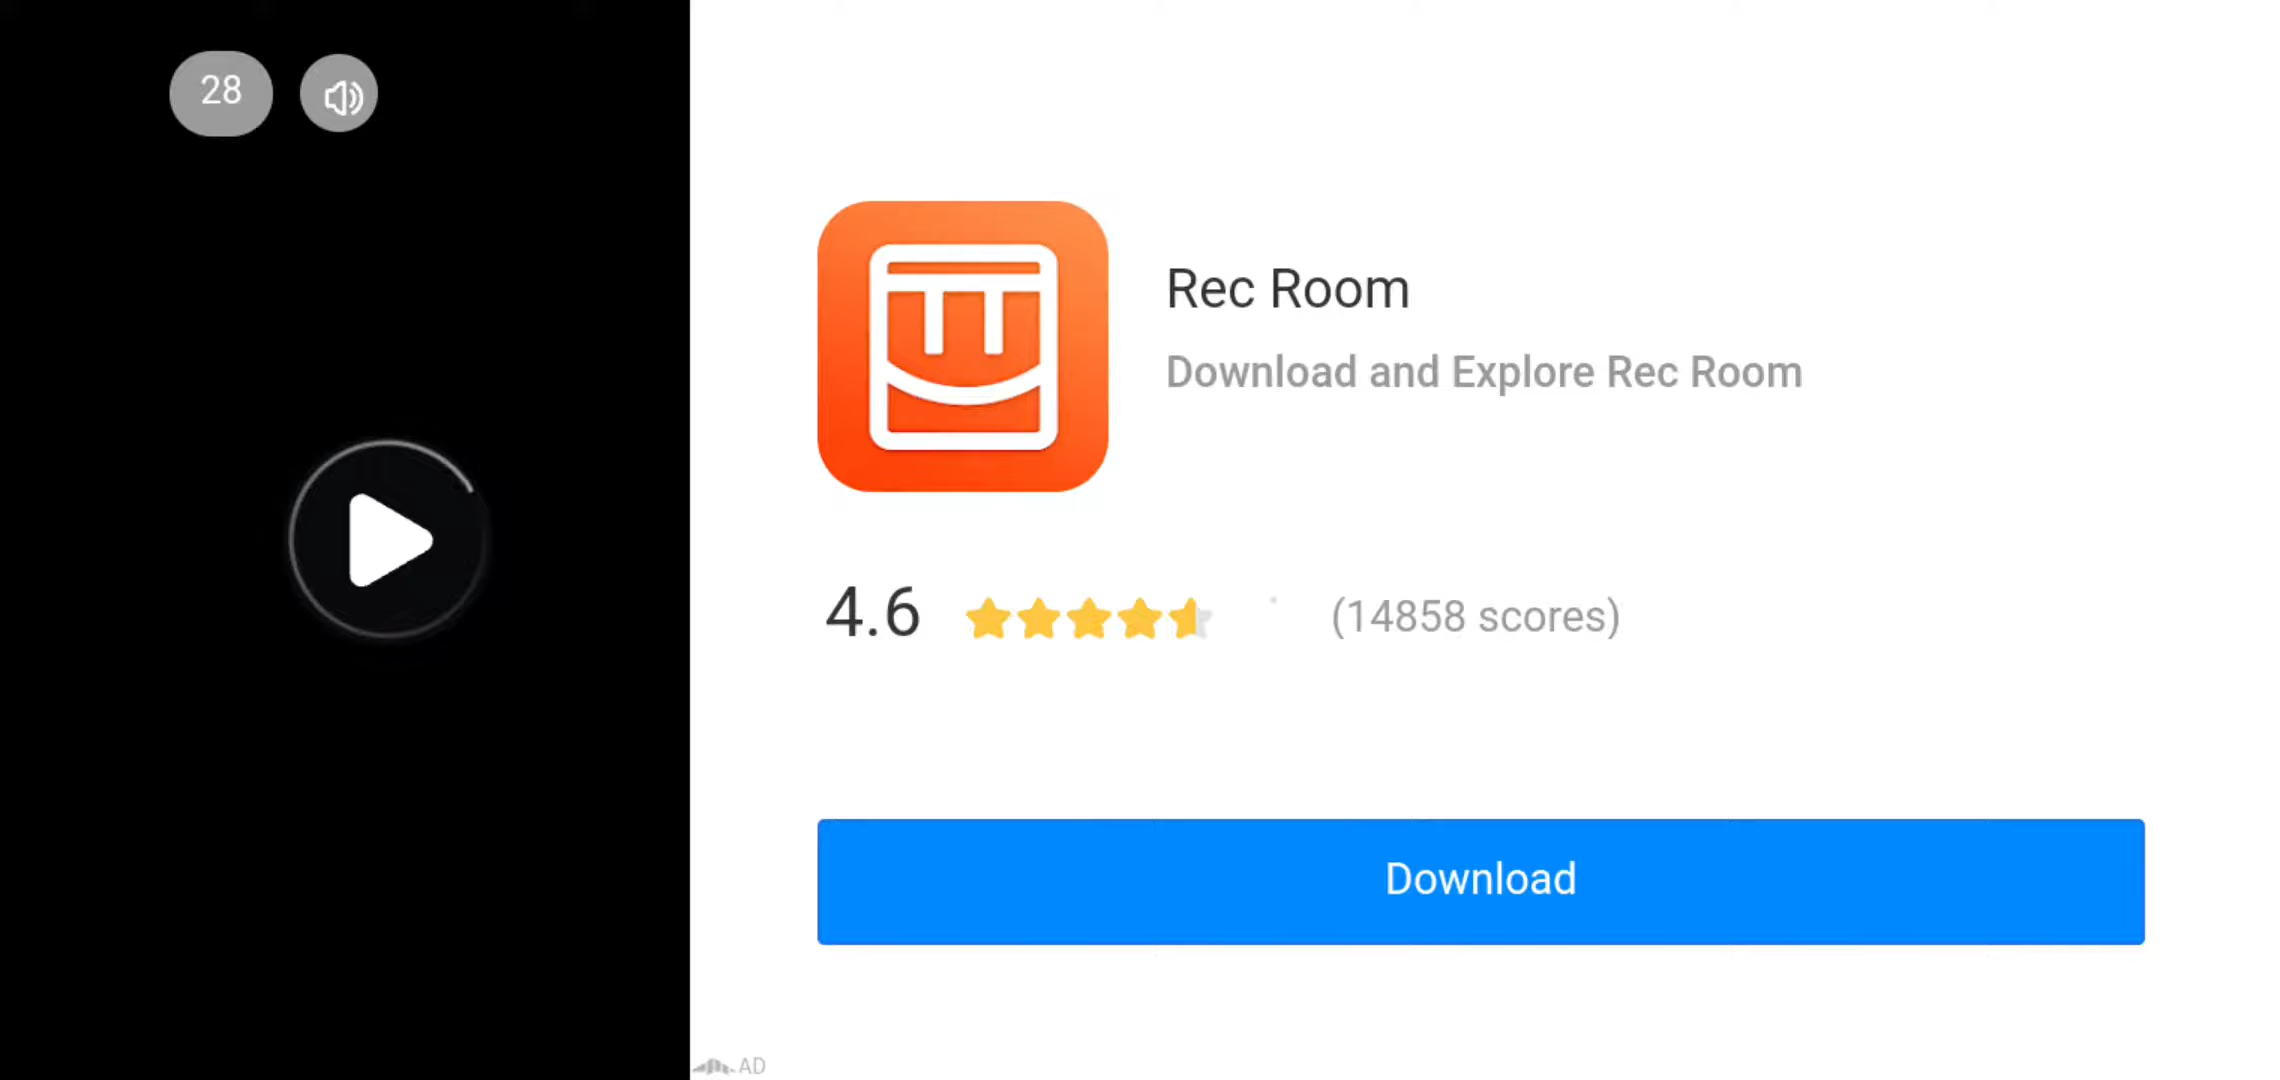 28
Rec Room
Download and Explore Rec Room
4.6
(14858 scores)
Download
AD